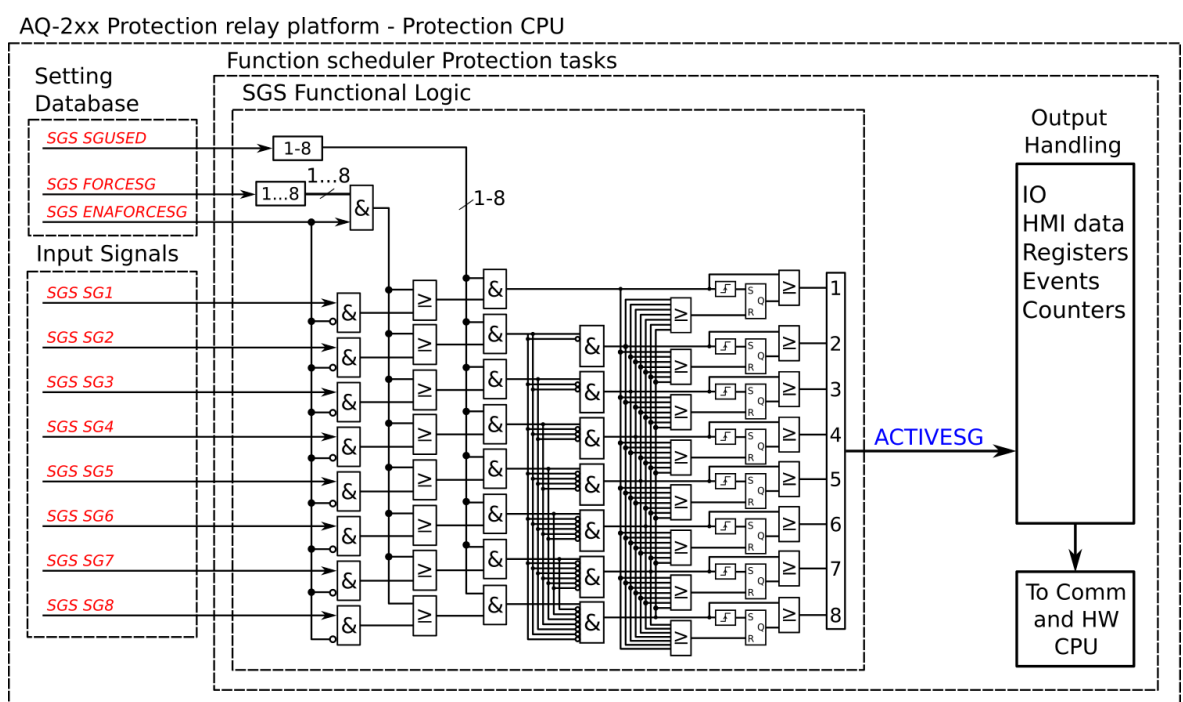 AQ-2xx Protection relay platform - Protection CPU
Function scheduler Protection tasks
Setting
Database
SGS Functional Logic
SGS SGUSED
1-8
SGS FORCESG
1...8
1...8
&
1-8
SGS ENAFORCESG
Input Signals
SGS SG1
SGS SG2
SGS SG3
SGS SG4
SGS SG5
SGS SG6
SGS SG7
SGS SG8
& & & & & & & &
≥ ≥ ≥ ≥ ≥ ≥ ≥ ≥
& & & & & & & &
& & & & & & &
≥ ≥ ≥ ≥ ≥ ≥ ≥ ≥
S Q R
S Q R
S Q R
S Q R
S Q R
S Q R
S Q R
S Q R
≥ ≥ ≥ ≥ ≥ ≥ ≥ ≥
1
2
3
4
5
6
7
8
ACTIVESG
Output
Handling
IO
HMI data
Registers
Events
Counters
To Comm
and HW
CPU